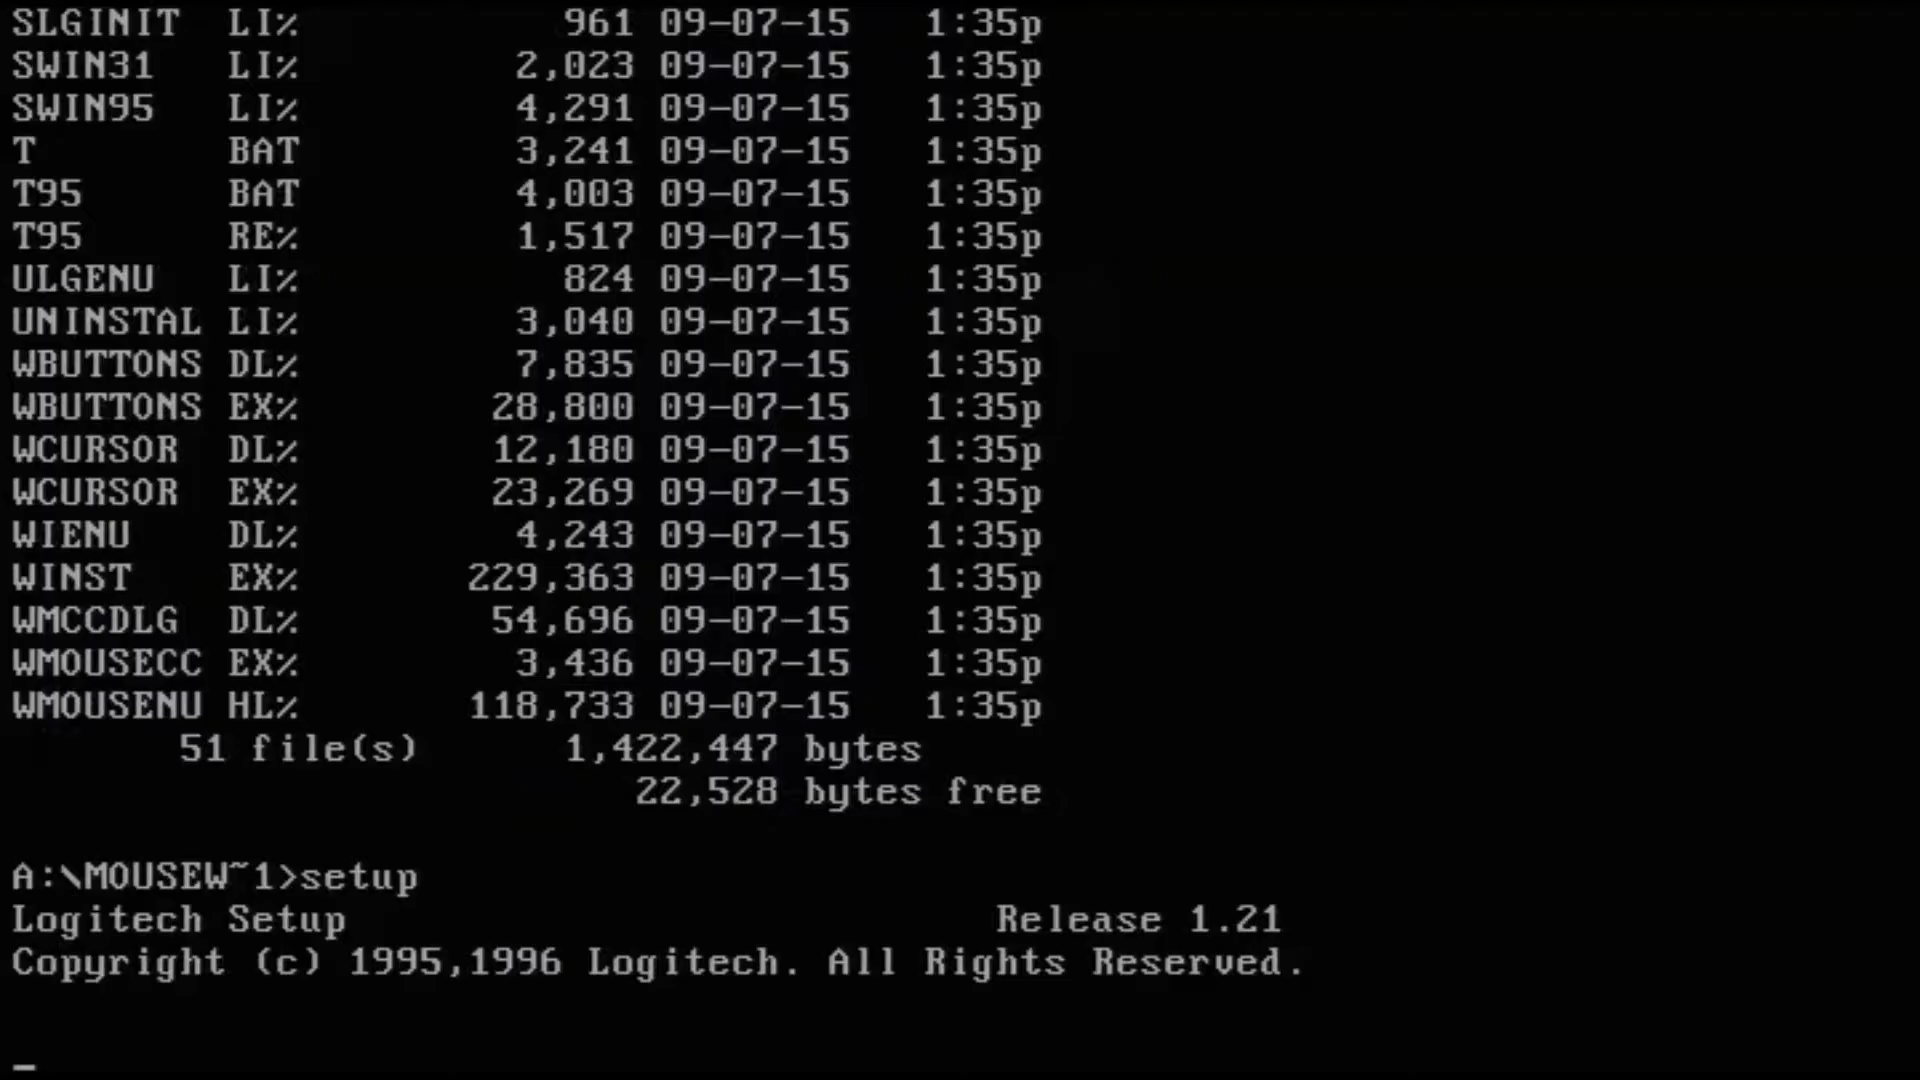 SLGINIT  LI%           961 09-07-15   1:35p
SWIN31   LI%         2,023 09-07-15   1:35p
SWIN95   LI%         4,291 09-07-15   1:35p
T        BAT         3,241 09-07-15   1:35p
T95      BAT         4,003 09-07-15   1:35p
T95      RE%         1,517 09-07-15   1:35p
ULGENU   LI%           824 09-07-15   1:35p
UNINSTAL LI%         3,040 09-07-15   1:35p
WBUTTONS DL%         7,835 09-07-15   1:35p
WBUTTONS EX%        28,800 09-07-15   1:35p
WCURSOR  DL%        12,180 09-07-15   1:35p
WCURSOR  EX%        23,269 09-07-15   1:35p
WIENU    DL%         4,243 09-07-15   1:35p
WINST    EX%       229,363 09-07-15   1:35p
WMCCDLG  DL%        54,696 09-07-15   1:35p
WMOUSECC EX%         3,436 09-07-15   1:35p
WMOUSENU HL%       118,733 09-07-15   1:35p
       51 file(s)      1,422,447 bytes
                          22,528 bytes free
A:\MOUSEW~1>setup
Logitech Setup                           Release 1.21
Copyright (c) 1995,1996 Logitech. All Rights Reserved.
_